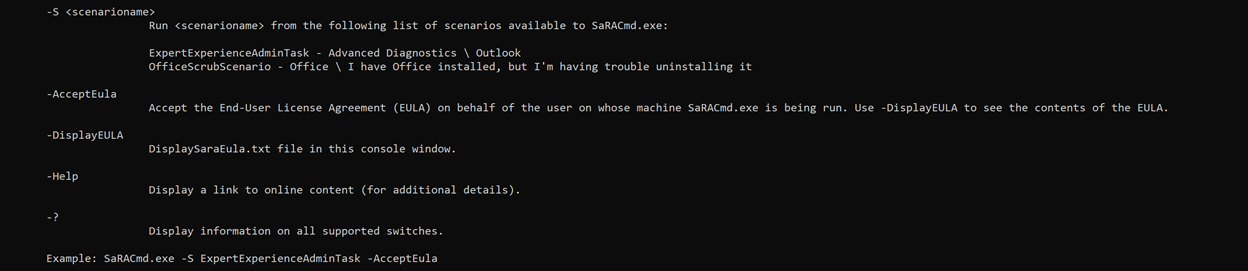 -S <scenarioname>
Run <scenarioname> from the following list of scenarios available to SaRACmd.exe:
ExpertExperienceAdminTask - Advanced Diagnostics \ Outlook
OfficeScrubScenario - Office \ I have Office installed, but I'm having trouble uninstalling it
-AcceptEula
Accept the End-User License Agreement (EULA) on behalf of the user on whose machine SaRACmd.exe is being run. Use -DisplayEULA to see the contents of the EULA.
-DisplayEULA
DisplaySaraEula.txt file in this console window.
-Help
Display a link to online content (for additional details).
-?
Display information on all supported switches.
Example: SaRACmd.exe -S ExpertExperienceAdminTask -AcceptEula